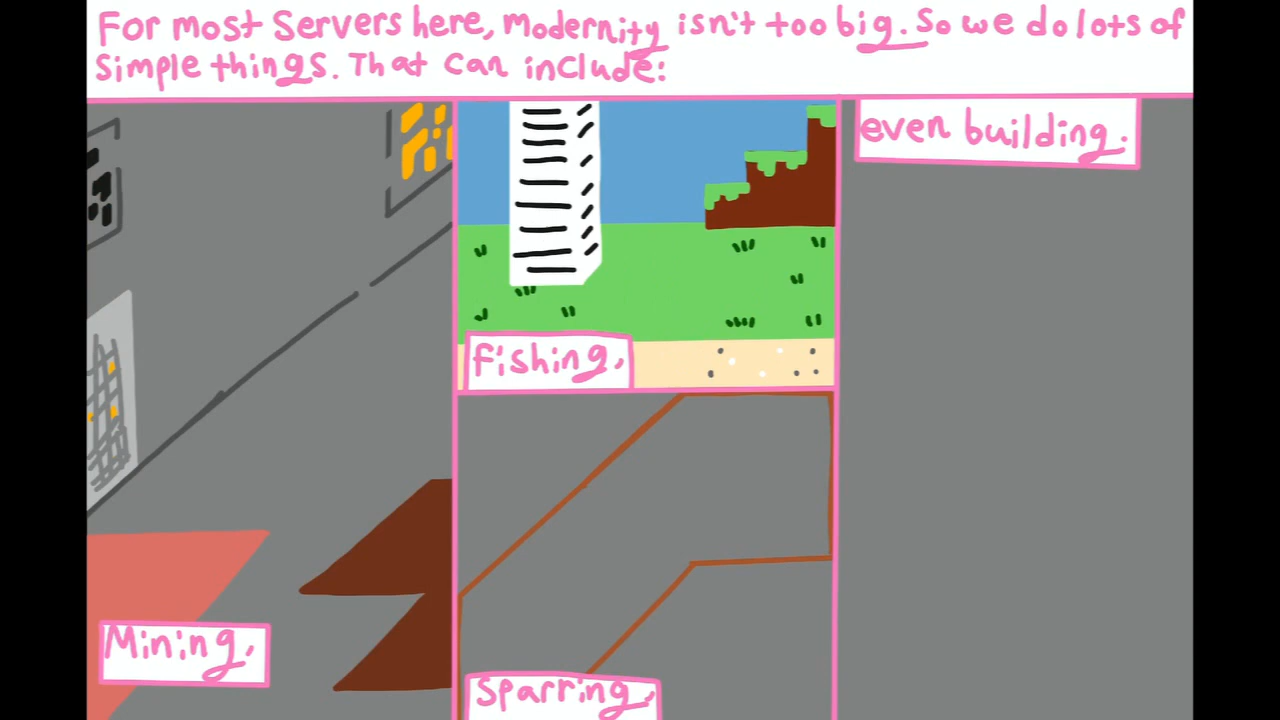 For most Servers here, Modernity isn't too big. So we do lots of
Simple things. That can include:
Mining,
fishing,
Sparring,
even building.